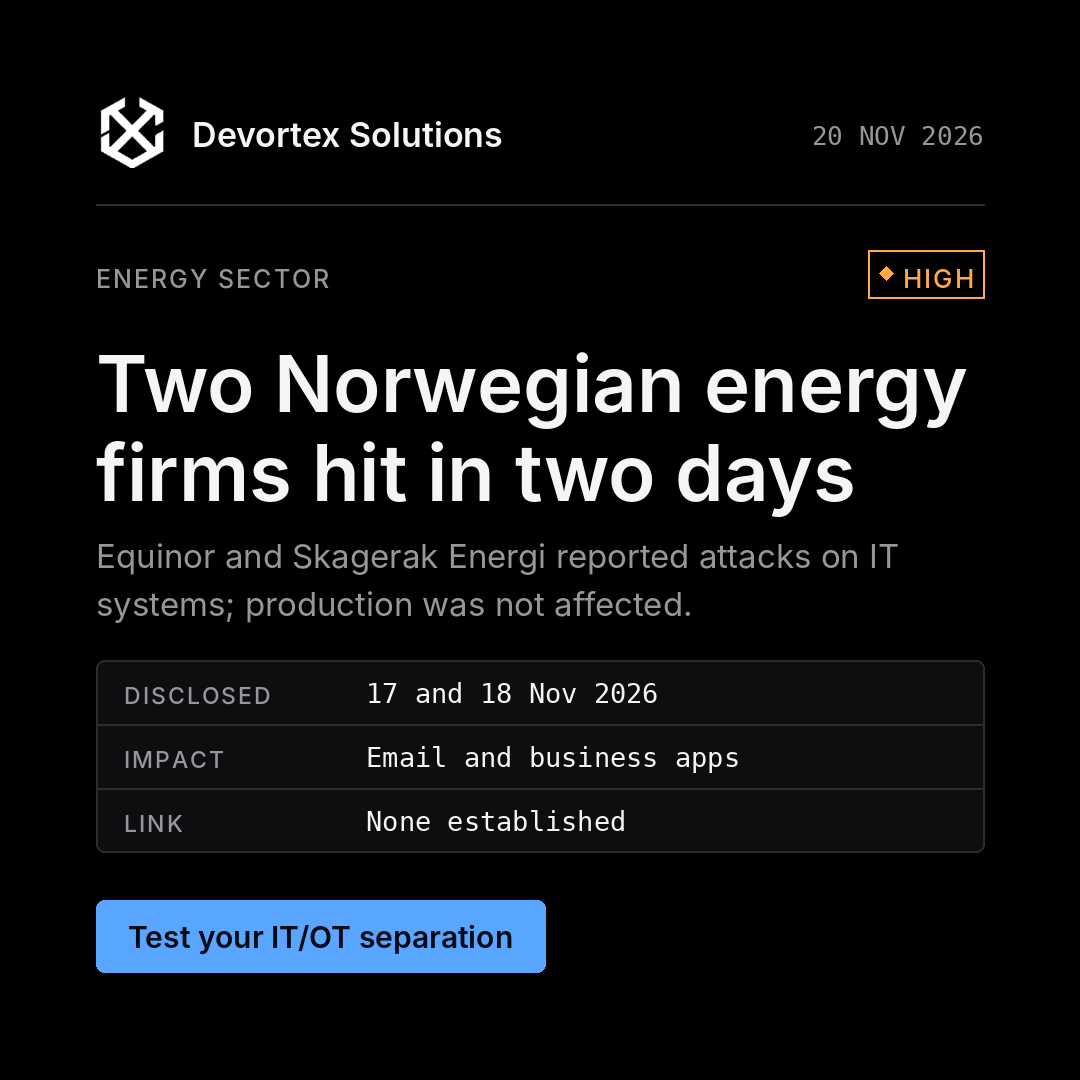 Devortex Solutions
20 NOV 2026
ENERGY SECTOR
HIGH
Two Norwegian energy
firms hit in two days
Equinor and Skagerak Energi reported attacks on IT
systems; production was not affected.
DISCLOSED 17 and 18 Nov 2026
IMPACT Email and business apps
LINK None established
Test your IT/OT separation